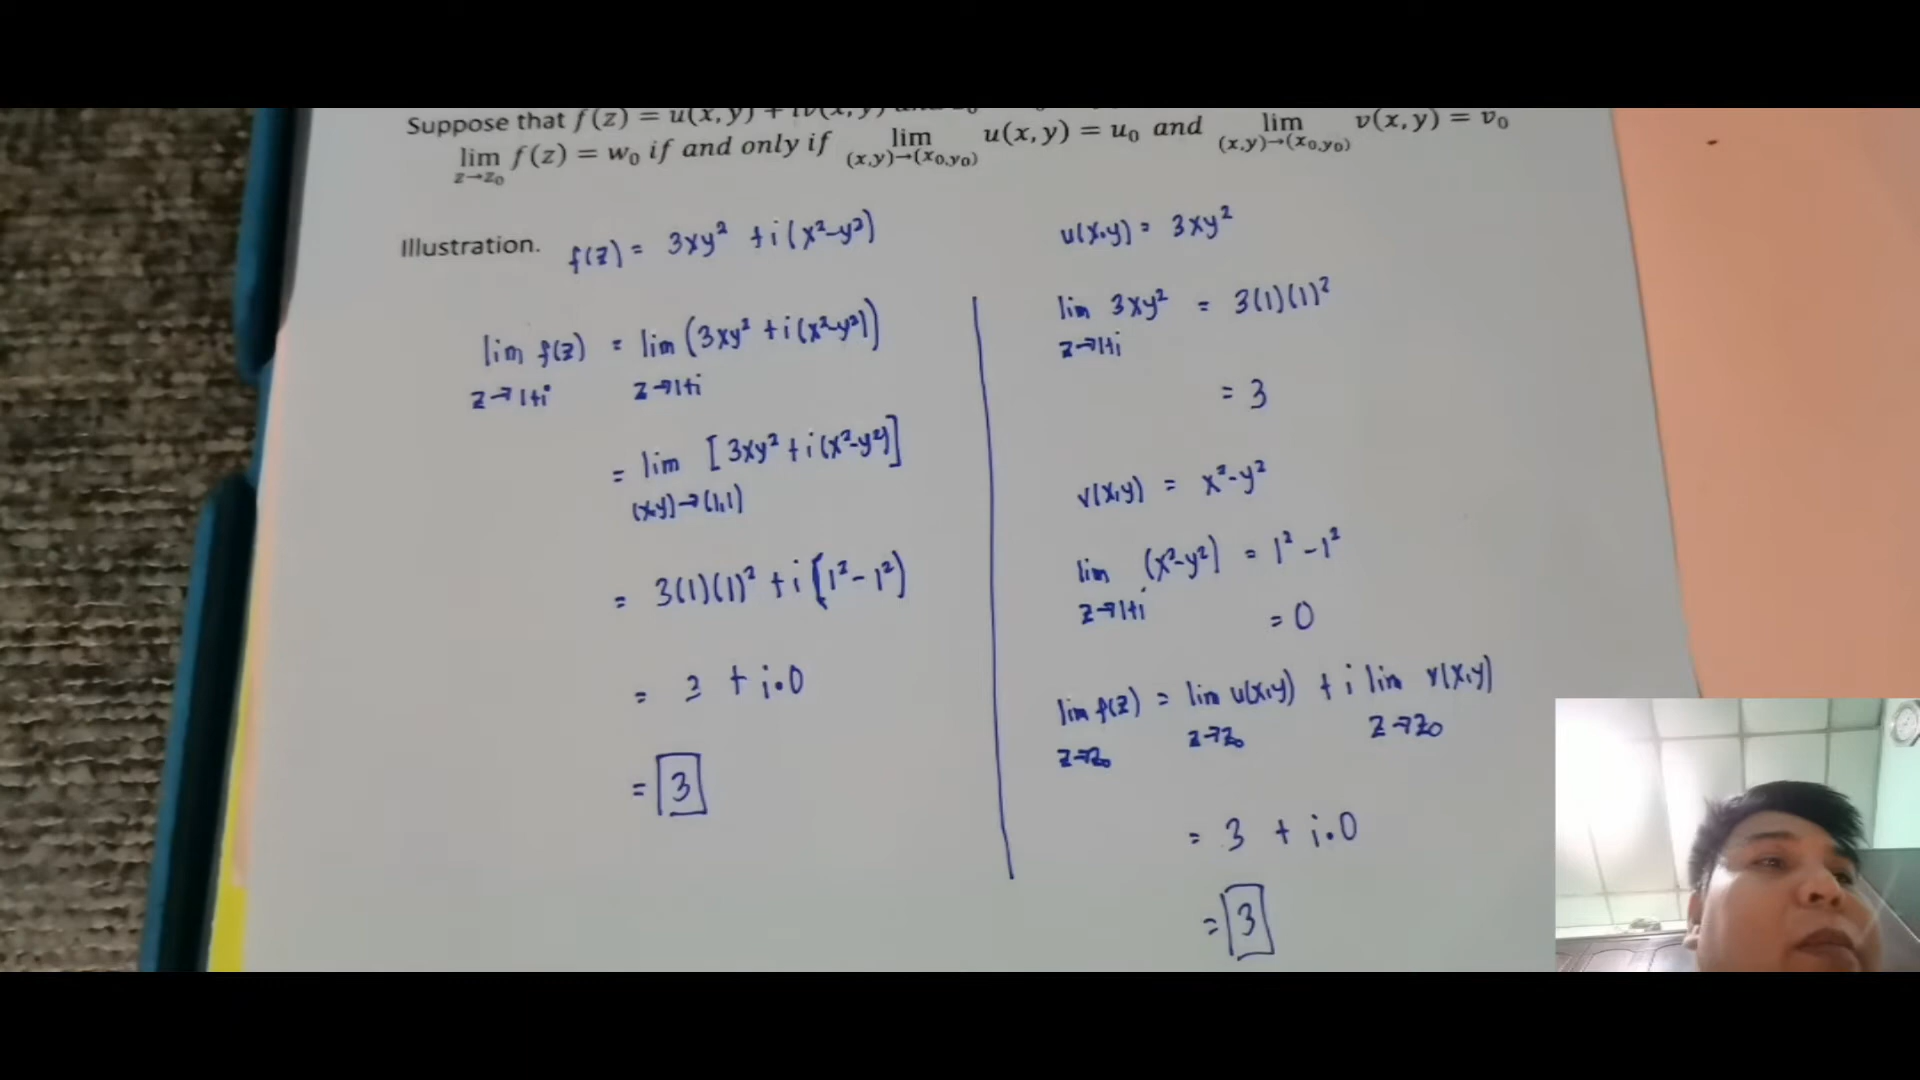 Suppose that f(z) = u(x,y) + iv(x,y)
lim f(z) = w₀ if and only if lim u(x,y) = u₀ and lim v(x,y) = v₀
z→z₀ (x,y)→(x₀,y₀) (x,y)→(x₀,y₀)
Illustration. f(z) = 3xy² + i(x²-y²)
lim f(z) = lim (3xy² + i(x²-y²))
z→1+i z→1+i
= lim [3xy² + i(x²-y²)]
(x,y)→(1,1)
= 3(1)(1)² + i(1²-1²)
= 3 + i•0
= 3
u(x,y) = 3xy²
lim 3xy² = 3(1)(1)²
z→1+i
= 3
v(x,y) = x²-y²
lim (x²-y²) = 1²-1²
z→1+i
= 0
lim f(z) = lim u(x,y) + i lim v(x,y)
z→z₀ z→z₀ z→z₀
= 3 + i•0
= 3